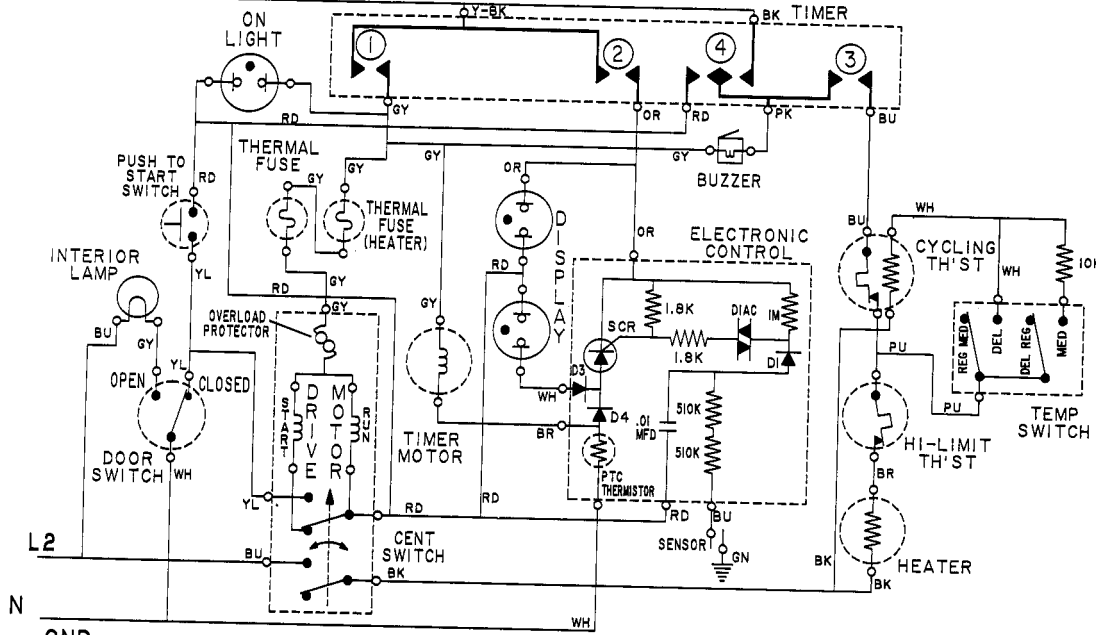 Y-BK
BK
TIMER
ON
LIGHT
1
2
4
3
GY
OR
RD
PK
BU
RD
THERMAL
FUSE
GY
GY
GY
GY
BUZZER
PUSH TO
START
SWITCH
RD
GY
THERMAL
FUSE
(HEATER)
OR
DISPLAY
OR
ELECTRONIC
CONTROL
BU
WH
CYCLING
TH'ST
WH
INTERIOR
LAMP
YL
RD
GY
GY
RD
GY
1.8K
DIAC
1M
SCR
1.8K
D1
REG MED
DEL
DEL REG
MED
OVERLOAD
PROTECTOR
BU
GY
YL
OPEN
CLOSED
DRIVE
MOTOR
START
RUN
D3
WH
D4
BR
.01
MFD
510K
510K
PU
PU
TEMP
SWITCH
TIMER
MOTOR
DOOR
SWITCH
WH
PTC
THERMISTOR
HI-LIMIT
TH'ST
BR
YL
RD
RD
RD
BU
SENSOR
GN
L2
BU
CENT
SWITCH
BK
BK
HEATER
BK
N
WH